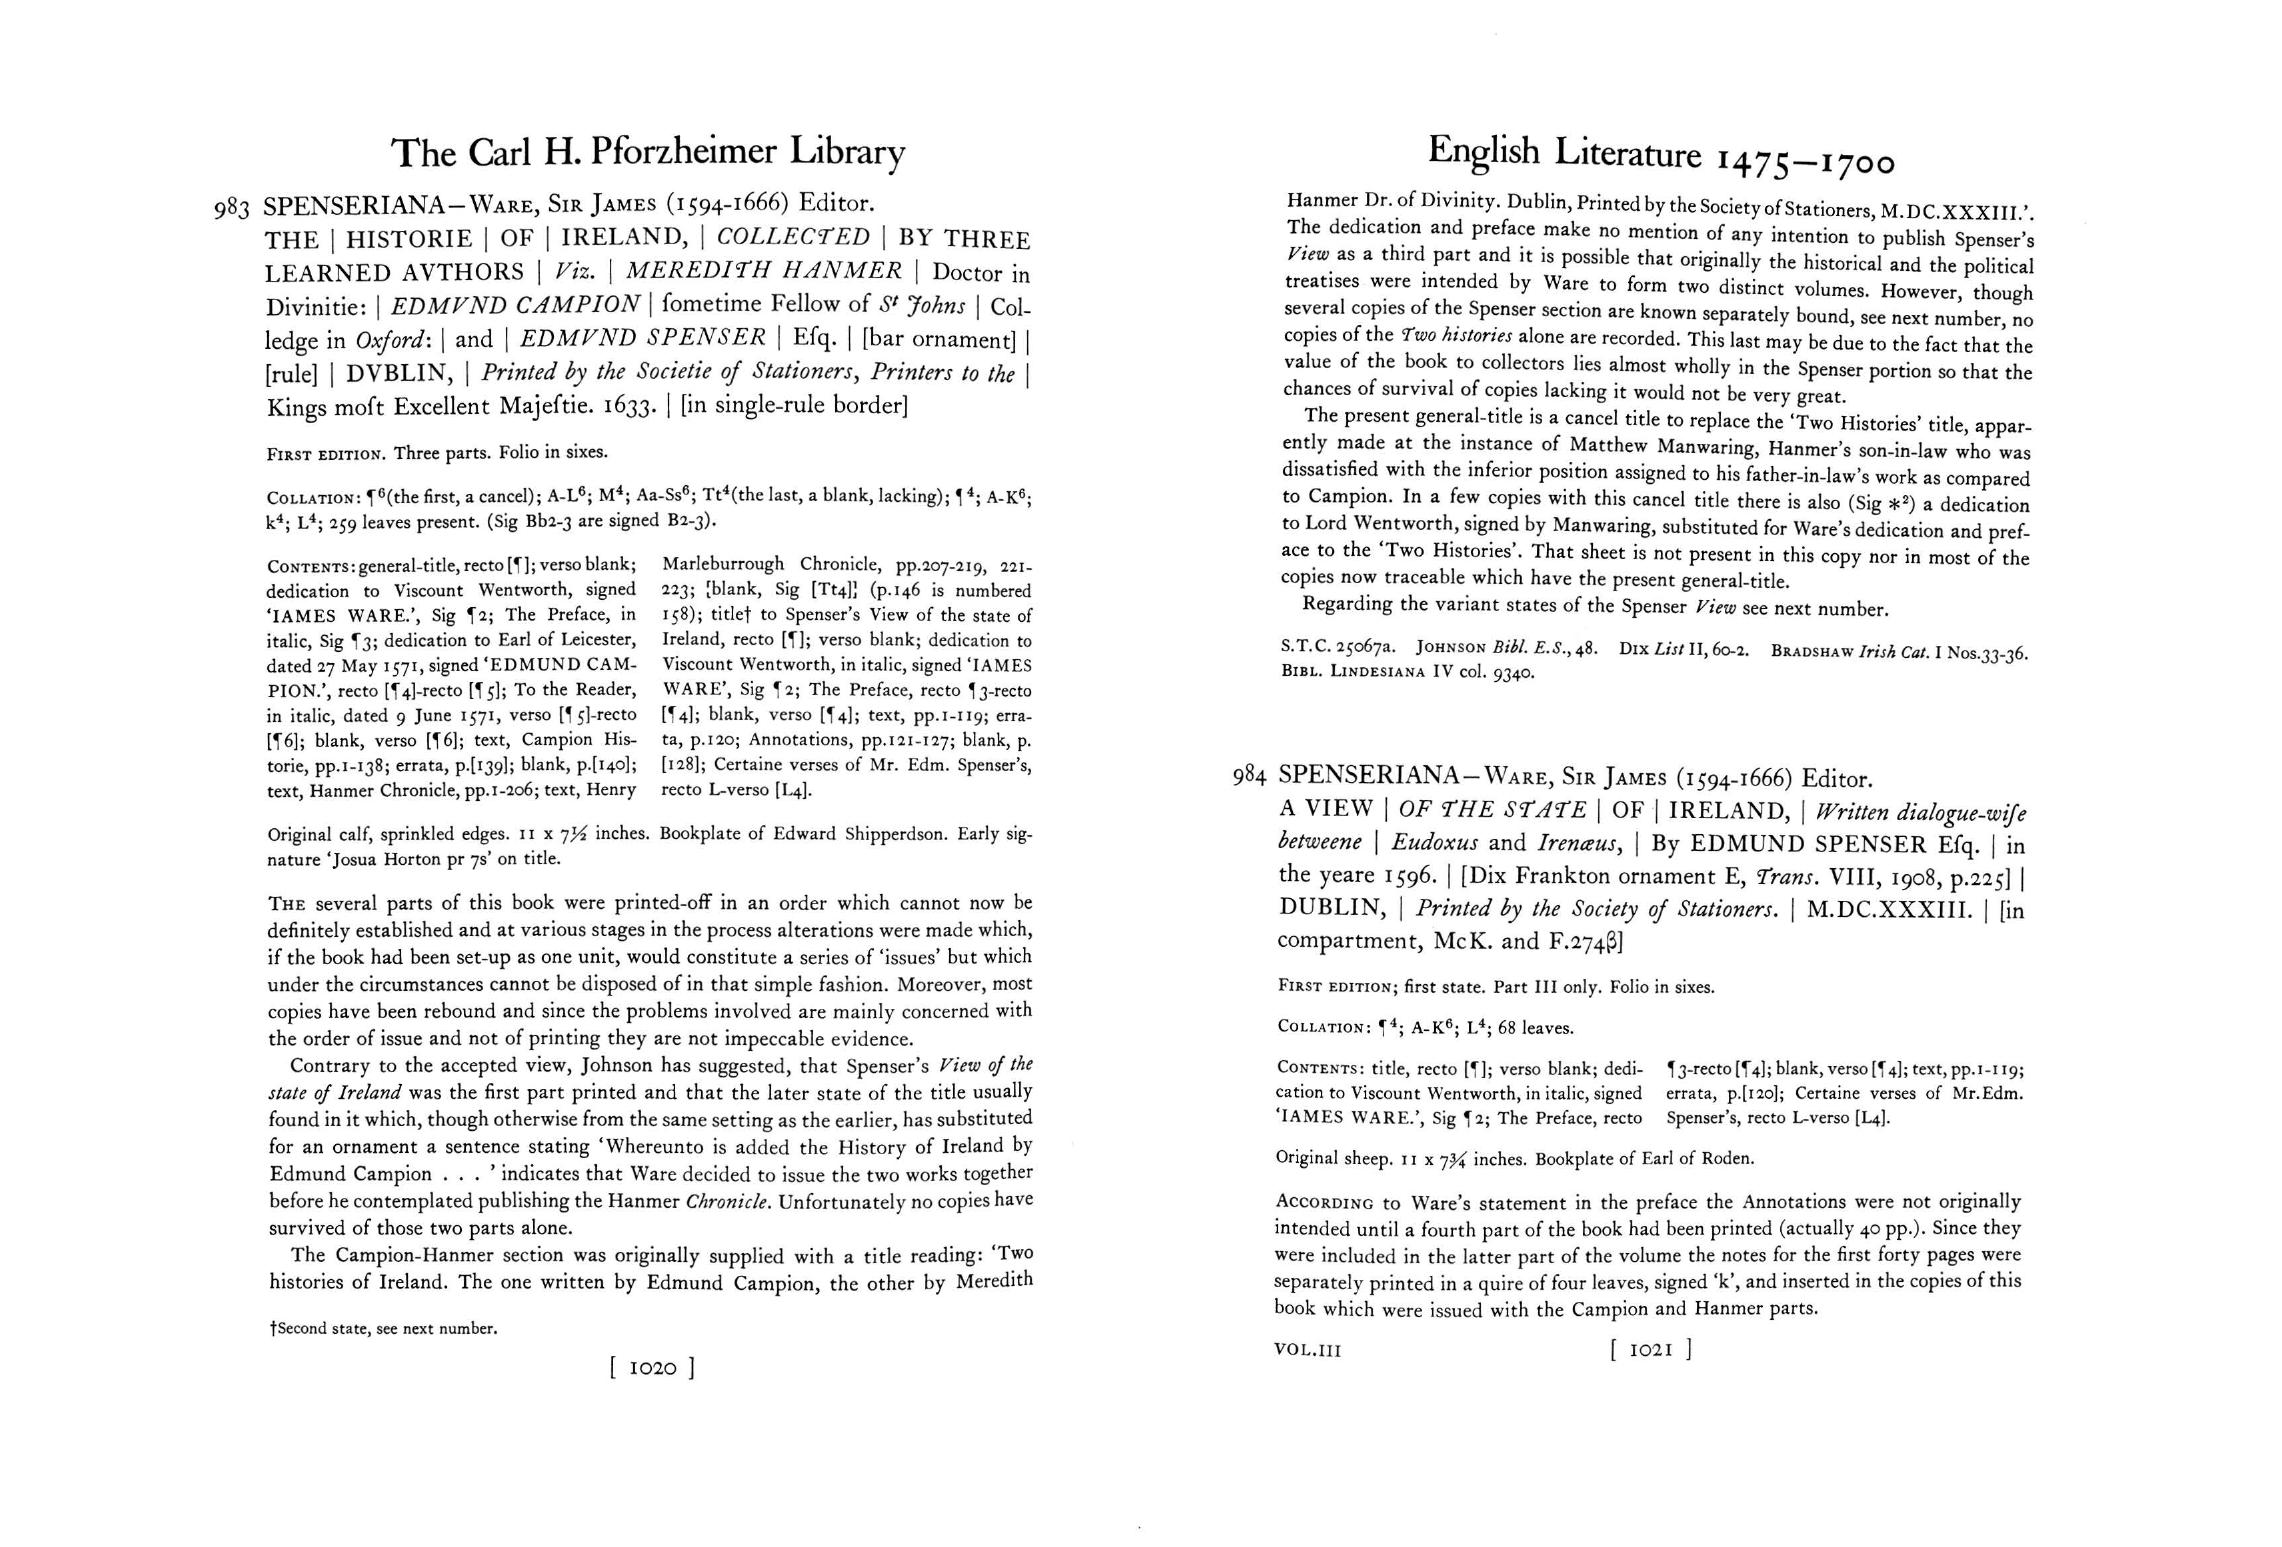 The Carl H. Pforzheimer Library
983 SPENSERIANA—WARE, SIR JAMES (1594-1666) Editor.
THE | HISTORIE | OF | IRELAND, | COLLECTED | BY THREE
LEARNED AVTHORS | Viz. | MEREDITH HANMER | Doctor in
Divinitie: | EDMVND CAMPION | ſometime Fellow of St Johns | Col-
ledge in Oxford: | and | EDMVND SPENSER | Eſq. | [bar ornament] |
[rule] | DVBLIN, | Printed by the Societie of Stationers, Printers to the |
Kings moſt Excellent Majeſtie. 1633. | [in single-rule border]
FIRST EDITION. Three parts. Folio in sixes.
COLLATION: ¶⁶(the first, a cancel); A-L⁶; M⁴; Aa-Ss⁶; Tt⁴(the last, a blank, lacking); ¶⁴; A-K⁶;
k⁴; L⁴; 259 leaves present. (Sig Bb2-3 are signed B2-3).
CONTENTS: general-title, recto [¶]; verso blank;
dedication to Viscount Wentworth, signed
‘IAMES WARE.’, Sig ¶2; The Preface, in
italic, Sig ¶3; dedication to Earl of Leicester,
dated 27 May 1571, signed ‘EDMUND CAM-
PION.’, recto [¶4]-recto [¶5]; To the Reader,
in italic, dated 9 June 1571, verso [¶5]-recto
[¶6]; blank, verso [¶6]; text, Campion His-
torie, pp.1-138; errata, p.[139]; blank, p.[140];
text, Hanmer Chronicle, pp.1-206; text, Henry
Marleburrough Chronicle, pp.207-219, 221-
223; {blank, Sig [Tt4]} (p.146 is numbered
158); title† to Spenser's View of the state of
Ireland, recto [¶]; verso blank; dedication to
Viscount Wentworth, in italic, signed ‘IAMES
WARE’, Sig ¶2; The Preface, recto ¶3-recto
[¶4]; blank, verso [¶4]; text, pp.1-119; erra-
ta, p.120; Annotations, pp.121-127; blank, p.
[128]; Certaine verses of Mr. Edm. Spenser's,
recto L-verso [L4].
Original calf, sprinkled edges. 11 x 7½ inches. Bookplate of Edward Shipperdson. Early sig-
nature ‘Josua Horton pr 7s’ on title.
THE several parts of this book were printed-off in an order which cannot now be
definitely established and at various stages in the process alterations were made which,
if the book had been set-up as one unit, would constitute a series of ‘issues’ but which
under the circumstances cannot be disposed of in that simple fashion. Moreover, most
copies have been rebound and since the problems involved are mainly concerned with
the order of issue and not of printing they are not impeccable evidence.
Contrary to the accepted view, Johnson has suggested, that Spenser's View of the
state of Ireland was the first part printed and that the later state of the title usually
found in it which, though otherwise from the same setting as the earlier, has substituted
for an ornament a sentence stating ‘Whereunto is added the History of Ireland by
Edmund Campion . . . ’ indicates that Ware decided to issue the two works together
before he contemplated publishing the Hanmer Chronicle. Unfortunately no copies have
survived of those two parts alone.
The Campion-Hanmer section was originally supplied with a title reading: ‘Two
histories of Ireland. The one written by Edmund Campion, the other by Meredith
†Second state, see next number.
[ 1020 ]
English Literature 1475—1700
Hanmer Dr. of Divinity. Dublin, Printed by the Society of Stationers, M.DC.XXXIII.’.
The dedication and preface make no mention of any intention to publish Spenser's
View as a third part and it is possible that originally the historical and the political
treatises were intended by Ware to form two distinct volumes. However, though
several copies of the Spenser section are known separately bound, see next number, no
copies of the Two histories alone are recorded. This last may be due to the fact that the
value of the book to collectors lies almost wholly in the Spenser portion so that the
chances of survival of copies lacking it would not be very great.
The present general-title is a cancel title to replace the ‘Two Histories’ title, appar-
ently made at the instance of Matthew Manwaring, Hanmer's son-in-law who was
dissatisfied with the inferior position assigned to his father-in-law's work as compared
to Campion. In a few copies with this cancel title there is also (Sig *²) a dedication
to Lord Wentworth, signed by Manwaring, substituted for Ware's dedication and pref-
ace to the ‘Two Histories’. That sheet is not present in this copy nor in most of the
copies now traceable which have the present general-title.
Regarding the variant states of the Spenser View see next number.
S.T.C. 25067a. JOHNSON Bibl. E.S., 48. DIX List II, 60-2. BRADSHAW Irish Cat. I Nos.33-36.
BIBL. LINDESIANA IV col. 9340.
984 SPENSERIANA—WARE, SIR JAMES (1594-1666) Editor.
A VIEW | OF THE STATE | OF | IRELAND, | Written dialogue-wiſe
betweene | Eudoxus and Irenæus, | By EDMUND SPENSER Eſq. | in
the yeare 1596. | [Dix Frankton ornament E, Trans. VIII, 1908, p.225] |
DUBLIN, | Printed by the Society of Stationers. | M.DC.XXXIII. | [in
compartment, McK. and F.274β]
FIRST EDITION; first state. Part III only. Folio in sixes.
COLLATION: ¶⁴; A-K⁶; L⁴; 68 leaves.
CONTENTS: title, recto [¶]; verso blank; dedi-
cation to Viscount Wentworth, in italic, signed
‘IAMES WARE.’, Sig ¶2; The Preface, recto
¶3-recto [¶4]; blank, verso [¶4]; text, pp.1-119;
errata, p.[120]; Certaine verses of Mr.Edm.
Spenser's, recto L-verso [L4].
Original sheep. 11 x 7¾ inches. Bookplate of Earl of Roden.
ACCORDING to Ware's statement in the preface the Annotations were not originally
intended until a fourth part of the book had been printed (actually 40 pp.). Since they
were included in the latter part of the volume the notes for the first forty pages were
separately printed in a quire of four leaves, signed ‘k’, and inserted in the copies of this
book which were issued with the Campion and Hanmer parts.
VOL.III
[ 1021 ]